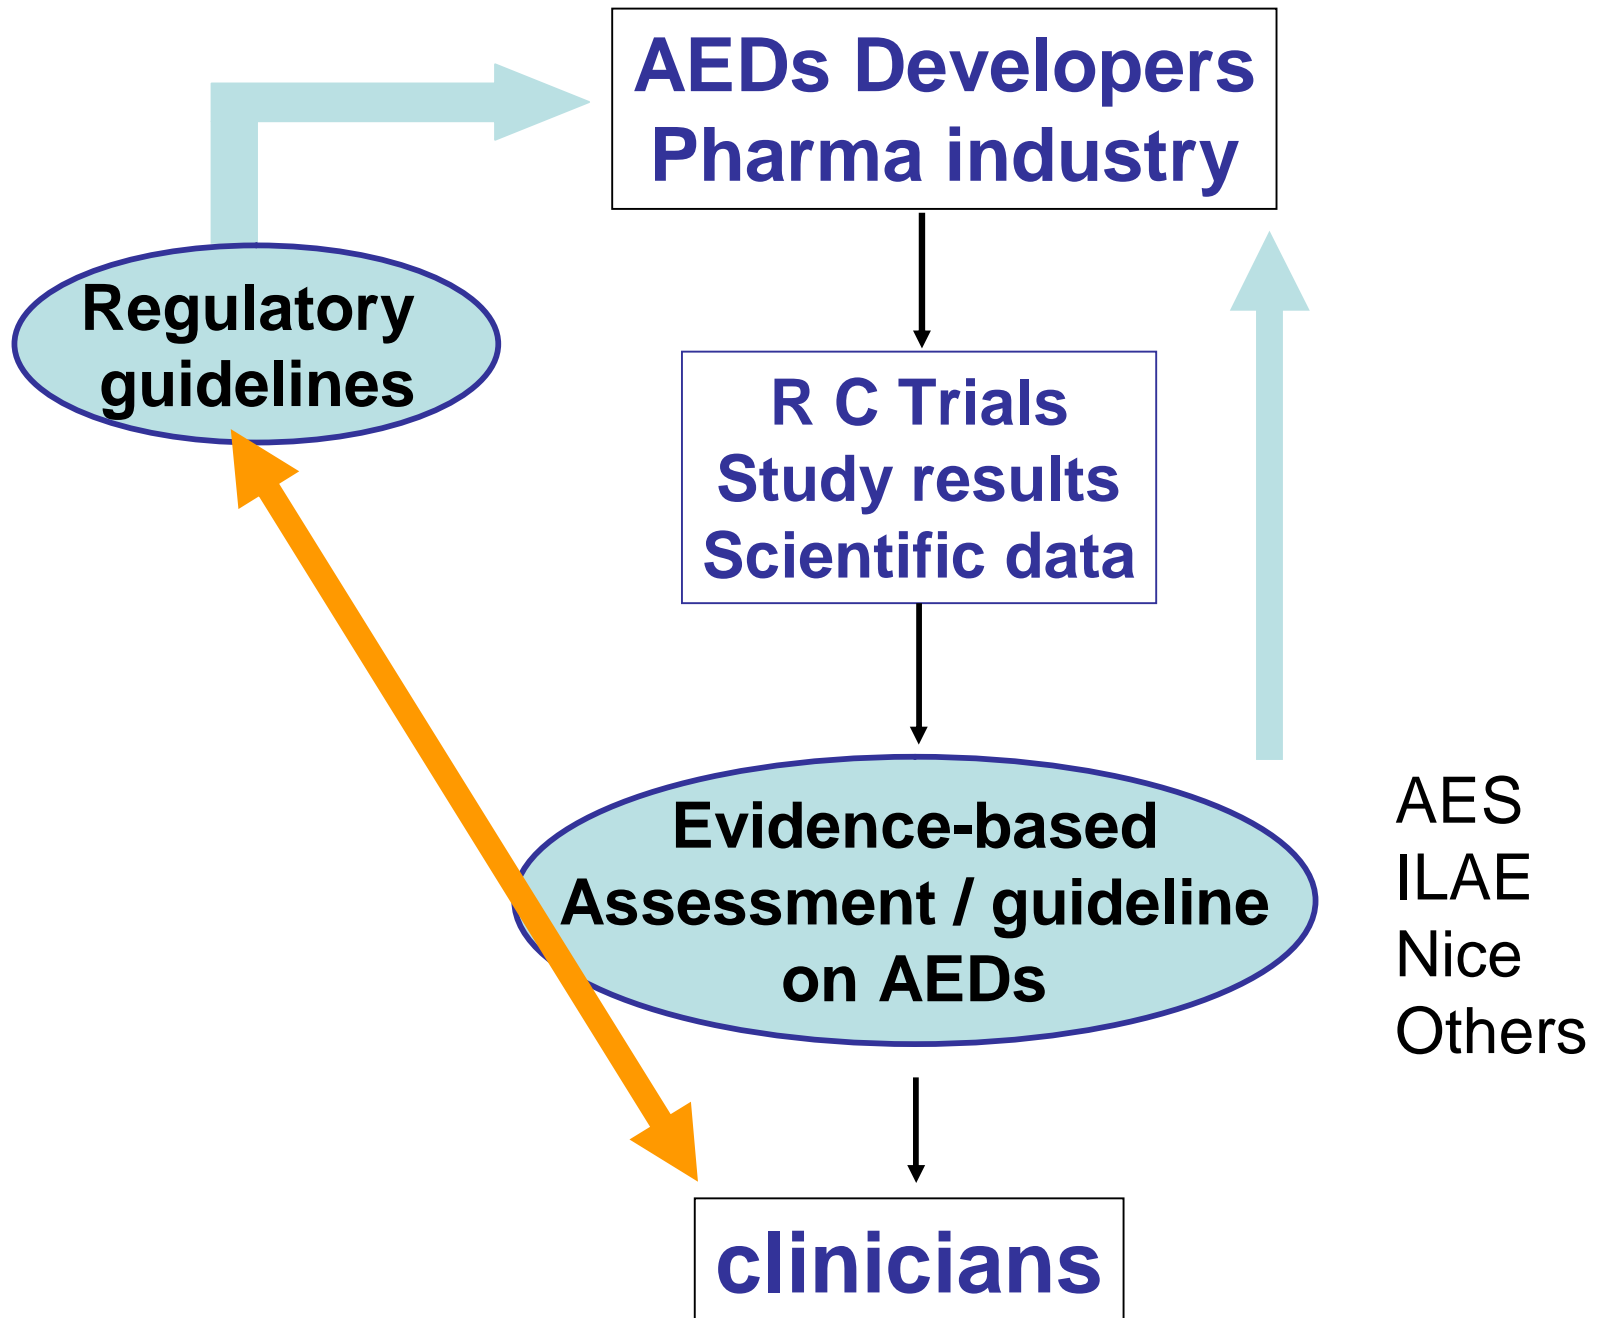 AEDs Developers
Pharma industry
Regulatory
guidelines
R C Trials
Study results
Scientific data
Evidence-based
Assessment / guideline
on AEDs
AES
ILAE
Nice
Others
clinicians